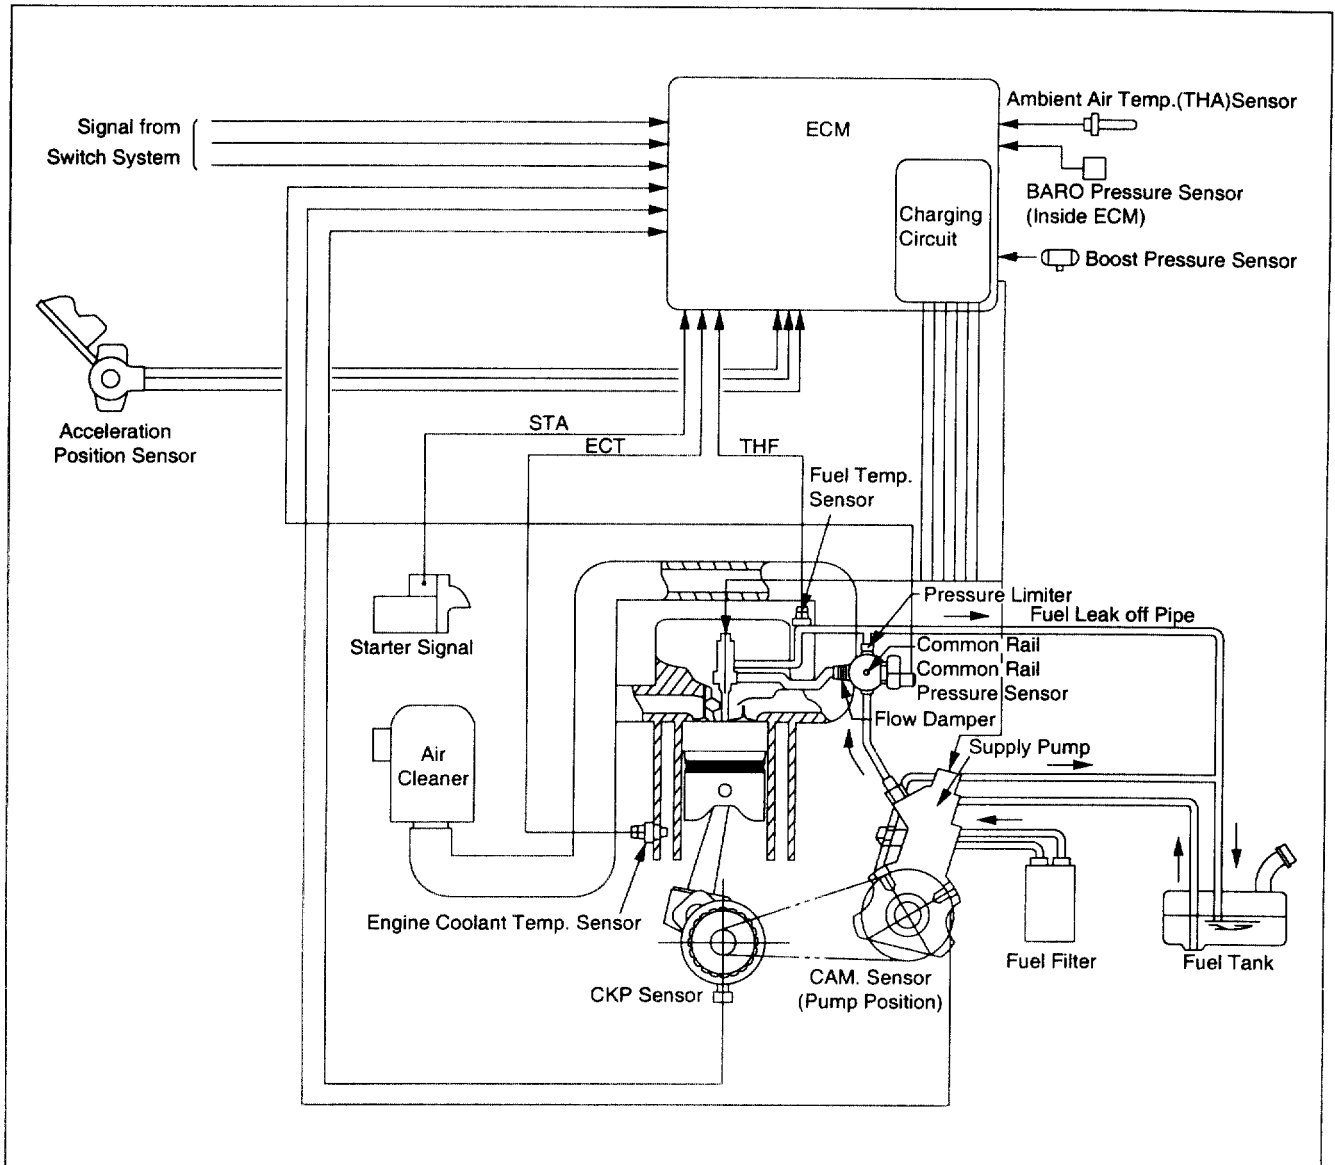 Ambient Air Temp.(THA)Sensor
Signal from
Switch System
ECM
BARO Pressure Sensor
(Inside ECM)
Charging
Circuit
Boost Pressure Sensor
Acceleration
Position Sensor
STA
ECT
THF
Fuel Temp.
Sensor
Starter Signal
Pressure Limiter
Fuel Leak off Pipe
Common Rail
Common Rail
Pressure Sensor
Flow Damper
Supply Pump
Air
Cleaner
Engine Coolant Temp. Sensor
CKP Sensor
CAM. Sensor
(Pump Position)
Fuel Filter
Fuel Tank